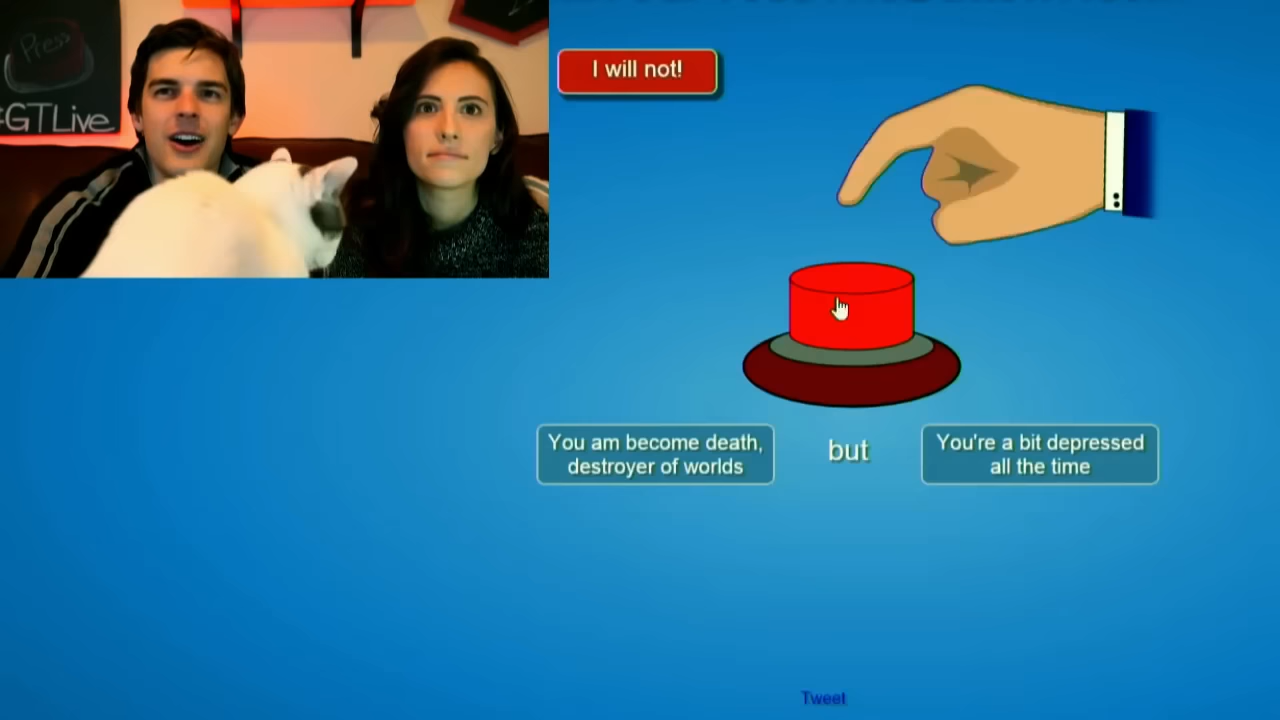 Press
#GTLive
I will not!
You am become death,
destroyer of worlds
but
You're a bit depressed
all the time
Tweet